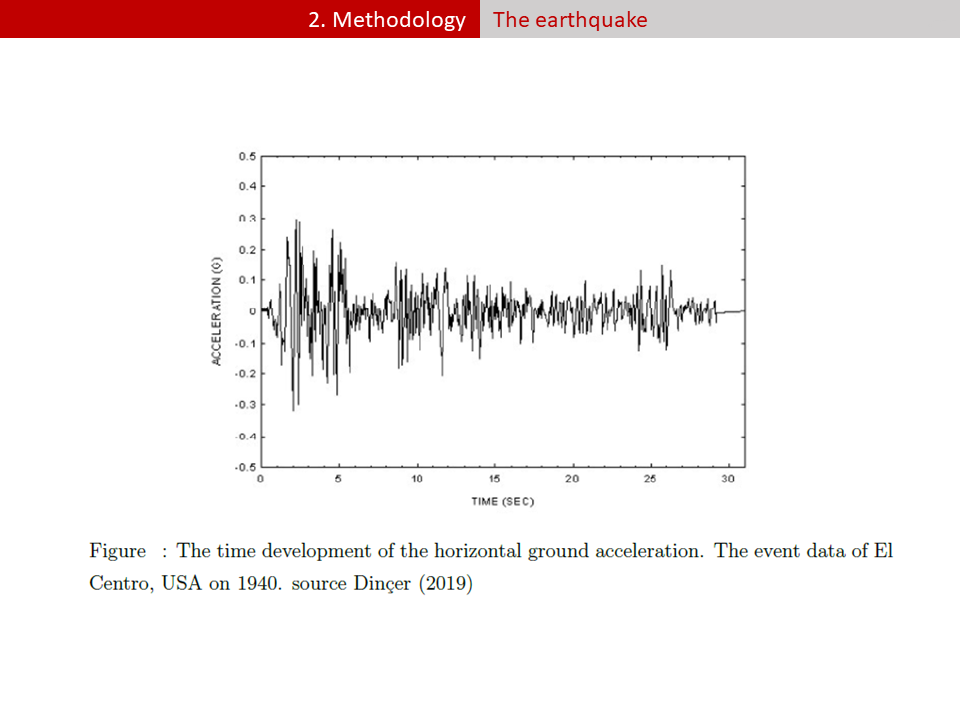 2. Methodology The earthquake
0.5
0.4
0.3
0.2
0.1
0
-0.1
-0.2
-0.3
-0.4
-0.5
ACCELERATION (G)
0 5 10 15 20 25 30
TIME (SEC)
Figure : The time development of the horizontal ground acceleration. The event data of El
Centro, USA on 1940. source Dinçer (2019)